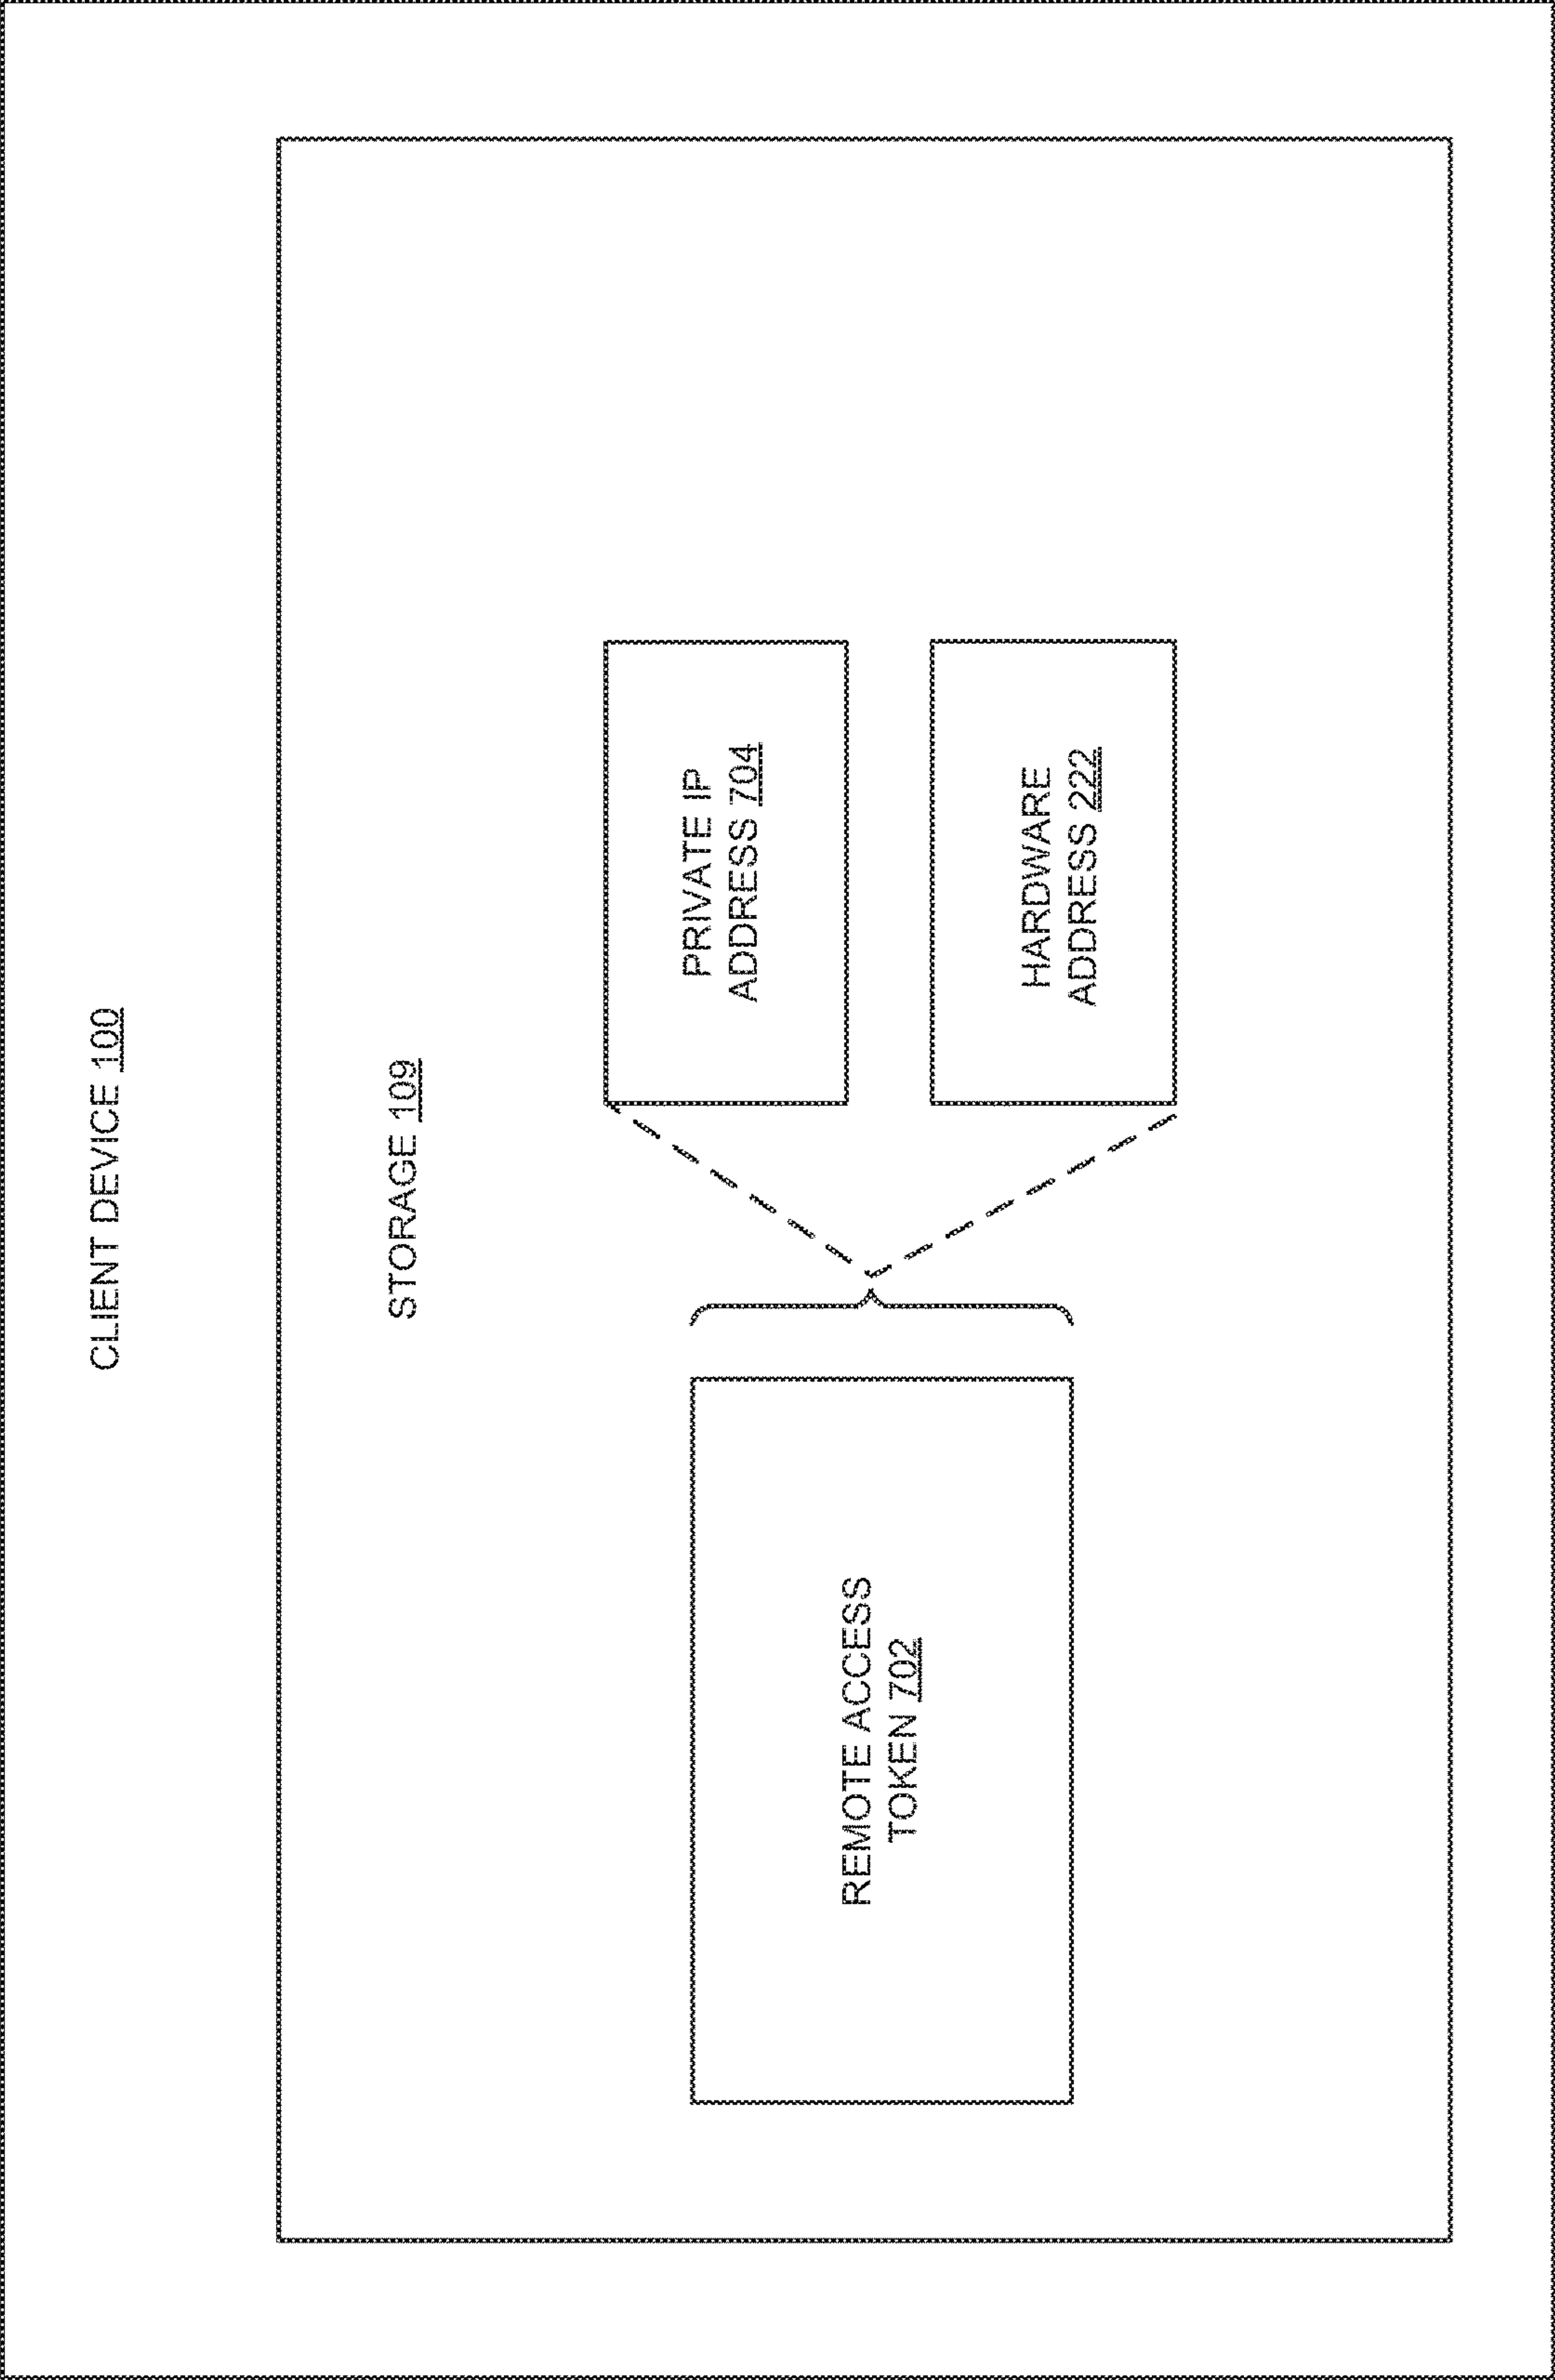 CLIENT DEVICE 100
STORAGE 109
REMOTE ACCESS
TOKEN 702
PRIVATE IP
ADDRESS 704
HARDWARE
ADDRESS 222